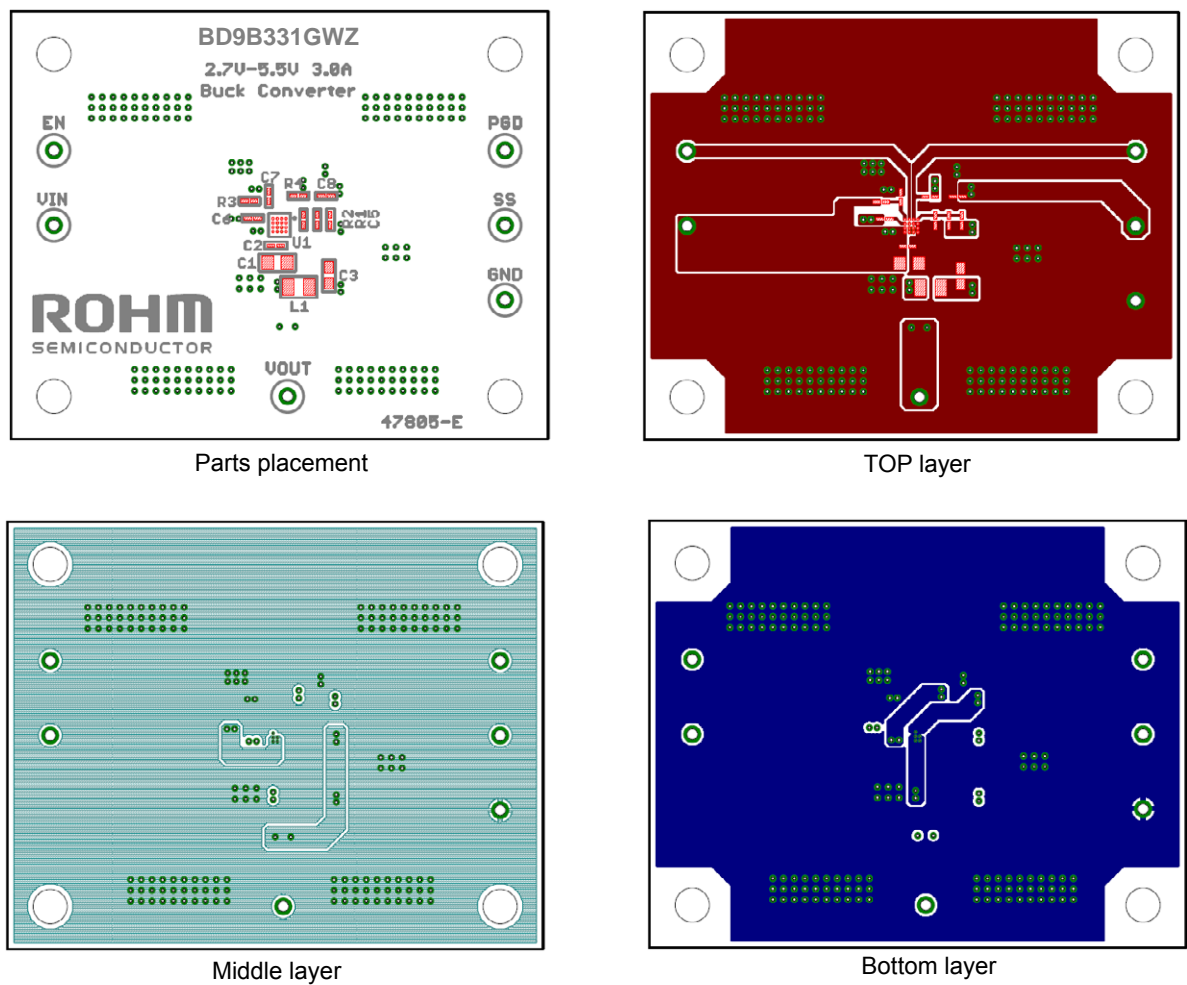 BD9B331GWZ
2.7V-5.5V 3.0A
Buck Converter
EN
PGD
C7
R4
C8
VIN
R3
SS
C6
R2
R1
C5
C2
U1
C1
C3
GND
L1
ROHM
SEMICONDUCTOR
VOUT
47805-E
Parts placement
TOP layer
Middle layer
Bottom layer